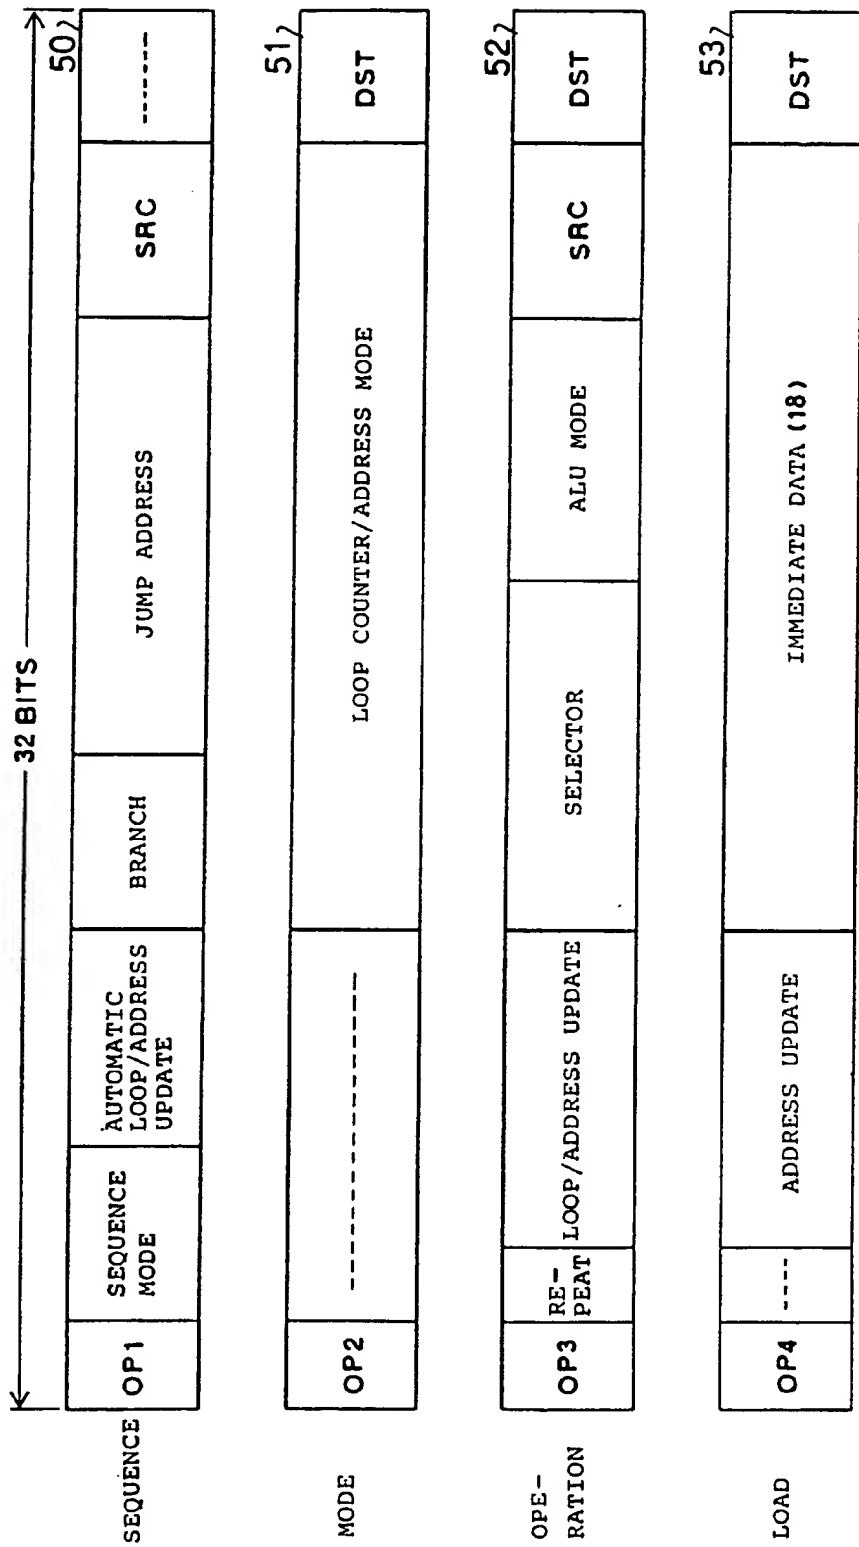 32 BITS
50
SEQUENCE
OP1
SEQUENCE
MODE
AUTOMATIC
LOOP/ADDRESS
UPDATE
BRANCH
JUMP ADDRESS
SRC
-------
51
MODE
OP2
----------------
LOOP COUNTER/ADDRESS MODE
DST
52
OPE-
RATION
OP3
RE-
PEAT
LOOP/ADDRESS UPDATE
SELECTOR
ALU MODE
SRC
DST
53
LOAD
OP4
----
ADDRESS UPDATE
IMMEDIATE DATA (18)
DST